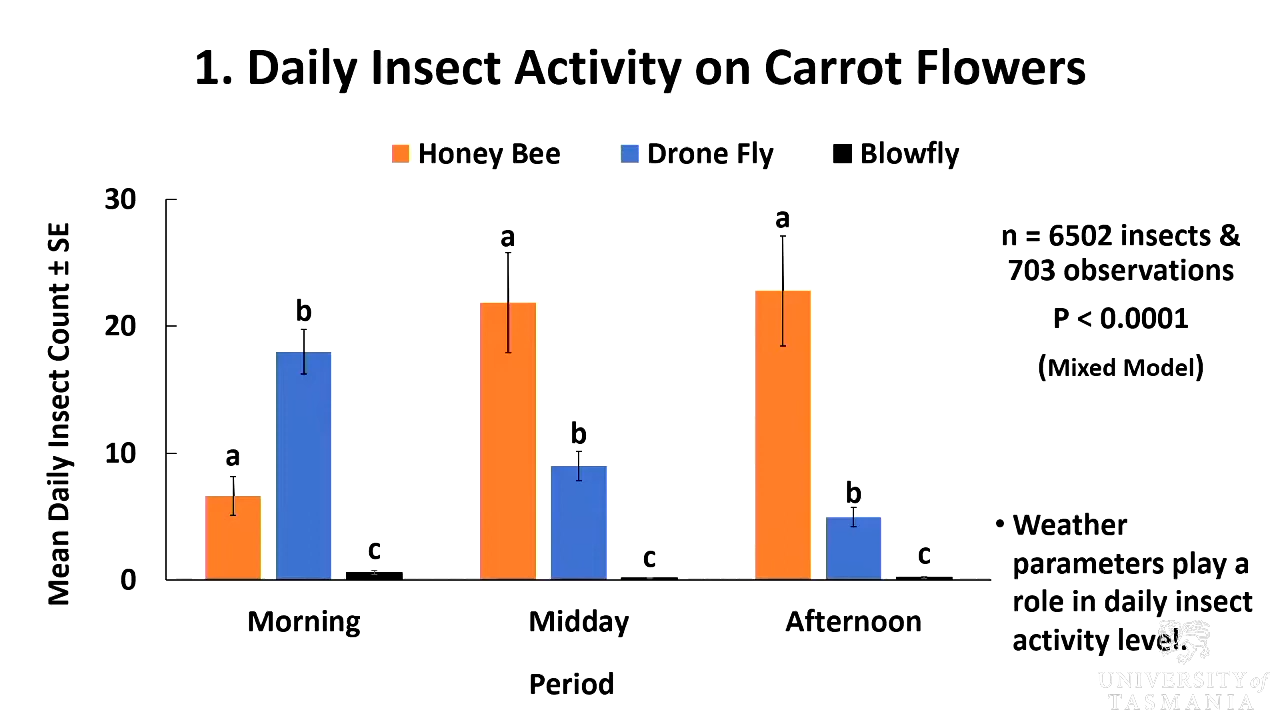 1. Daily Insect Activity on Carrot Flowers
Honey Bee Drone Fly Blowfly
Mean Daily Insect Count ± SE
30
20
10
0
a
b
c
a
b
c
a
b
c
Morning Midday Afternoon
Period
n = 6502 insects &
703 observations
P < 0.0001
(Mixed Model)
• Weather
parameters play a
role in daily insect
activity level.
UNIVERSITY of
TASMANIA